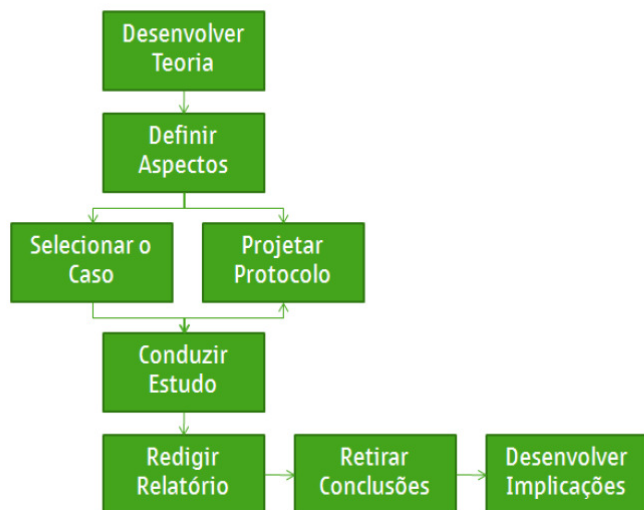 Desenvolver
Teoria
Definir
Aspectos
Selecionar o
Caso
Projetar
Protocolo
Conduzir
Estudo
Redigir
Relatório
Retirar
Conclusões
Desenvolver
Implicações